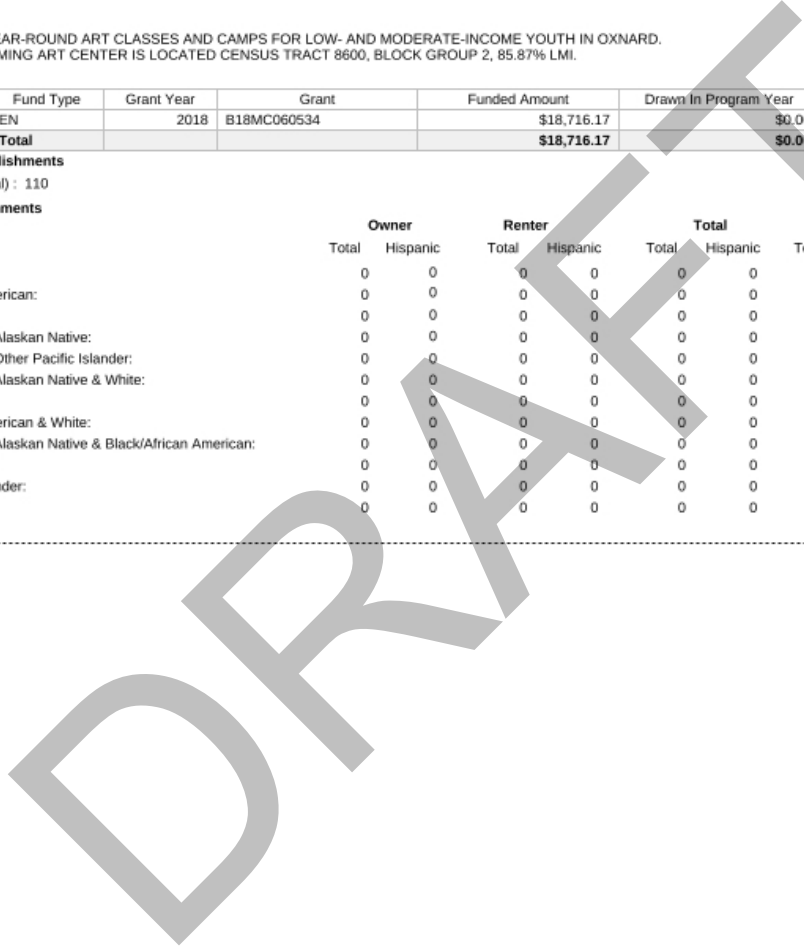 EAR-ROUND ART CLASSES AND CAMPS FOR LOW- AND MODERATE-INCOME YOUTH IN OXNARD.
MING ART CENTER IS LOCATED CENSUS TRACT 8600, BLOCK GROUP 2, 85.87% LMI.
Fund Type Grant Year Grant Funded Amount Drawn In Program Year
EN 2018 B18MC060534 $18,716.17 $0.0
Total $18,716.17 $0.0
lishments
l) : 110
ments
Owner Renter Total
Total Hispanic Total Hispanic Total Hispanic To
0 0 0 0 0 0
erican: 0 0 0 0 0 0
0 0 0 0 0 0
Alaskan Native: 0 0 0 0 0 0
Other Pacific Islander: 0 0 0 0 0 0
Alaskan Native & White: 0 0 0 0 0 0
0 0 0 0 0 0
erican & White: 0 0 0 0 0 0
Alaskan Native & Black/African American: 0 0 0 0 0 0
0 0 0 0 0 0
nder: 0 0 0 0 0 0
0 0 0 0 0 0
DRAFT